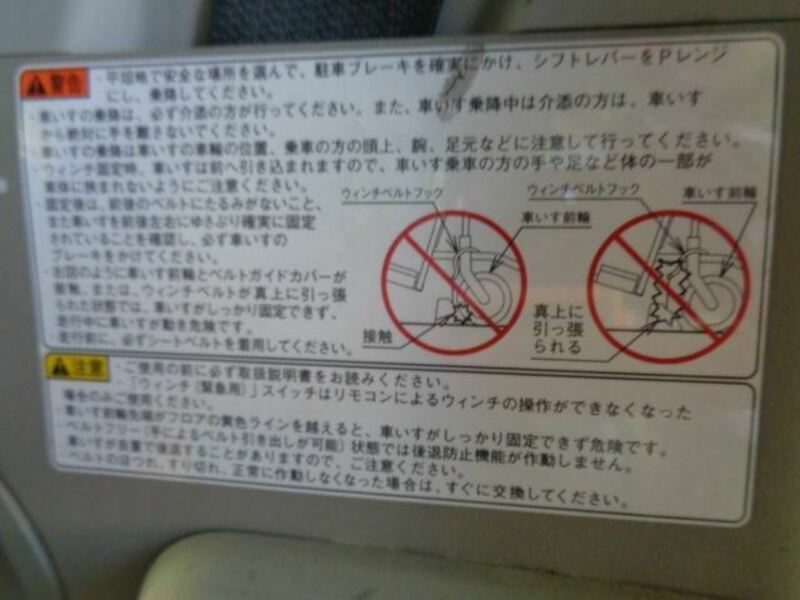 警告
・平坦地で安全な場所を選んで、駐車ブレーキを確実にかけ、シフトレバーをPレンジ
にし、乗降してください。
・車いすの乗降は、必ず介添の方が行ってください。また、車いす乗降中は介添の方は、車いす
から絶対に手を離さないでください。
・車いすの乗降は車いすの車輪の位置、乗車の方の頭上、腕、足元などに注意して行ってください。
・ウィンチ固定時、車いすは前へ引き込まれますので、車いす乗車の方の手や足など体の一部が
車体に挟まれないようにご注意ください。
・固定後は、前後のベルトにたるみがないこと、
また車いすを前後左右にゆさぶり確実に固定
されていることを確認し、必ず車いすの
ブレーキをかけてください。
・右図のように車いす前輪とベルトガイドカバーが
接触、または、ウィンチベルトが真上に引っ張
られた状態では、車いすがしっかり固定できず、
走行中に車いすが動き危険です。
・走行前に、必ずシートベルトを着用してください。
ウィンチベルトフック
車いす前輪
接触
ウィンチベルトフック
車いす前輪
真上に
引っ張
られる
注意
・ご使用の前に必ず取扱説明書をお読みください。
・「ウィンチ(緊急用)」スイッチはリモコンによるウィンチの操作ができなくなった
場合のみご使用ください。
・車いす前輪先端がフロアの黄色ラインを越えると、車いすがしっかり固定できず危険です。
・ベルトフリー(手によるベルト引き出しが可能)状態では後退防止機能が作動しません。
車いすが自重で後退することがありますので、ご注意ください。
・ベルトのほつれ、すり切れ、正常に作動しなくなった場合は、すぐに交換してください。